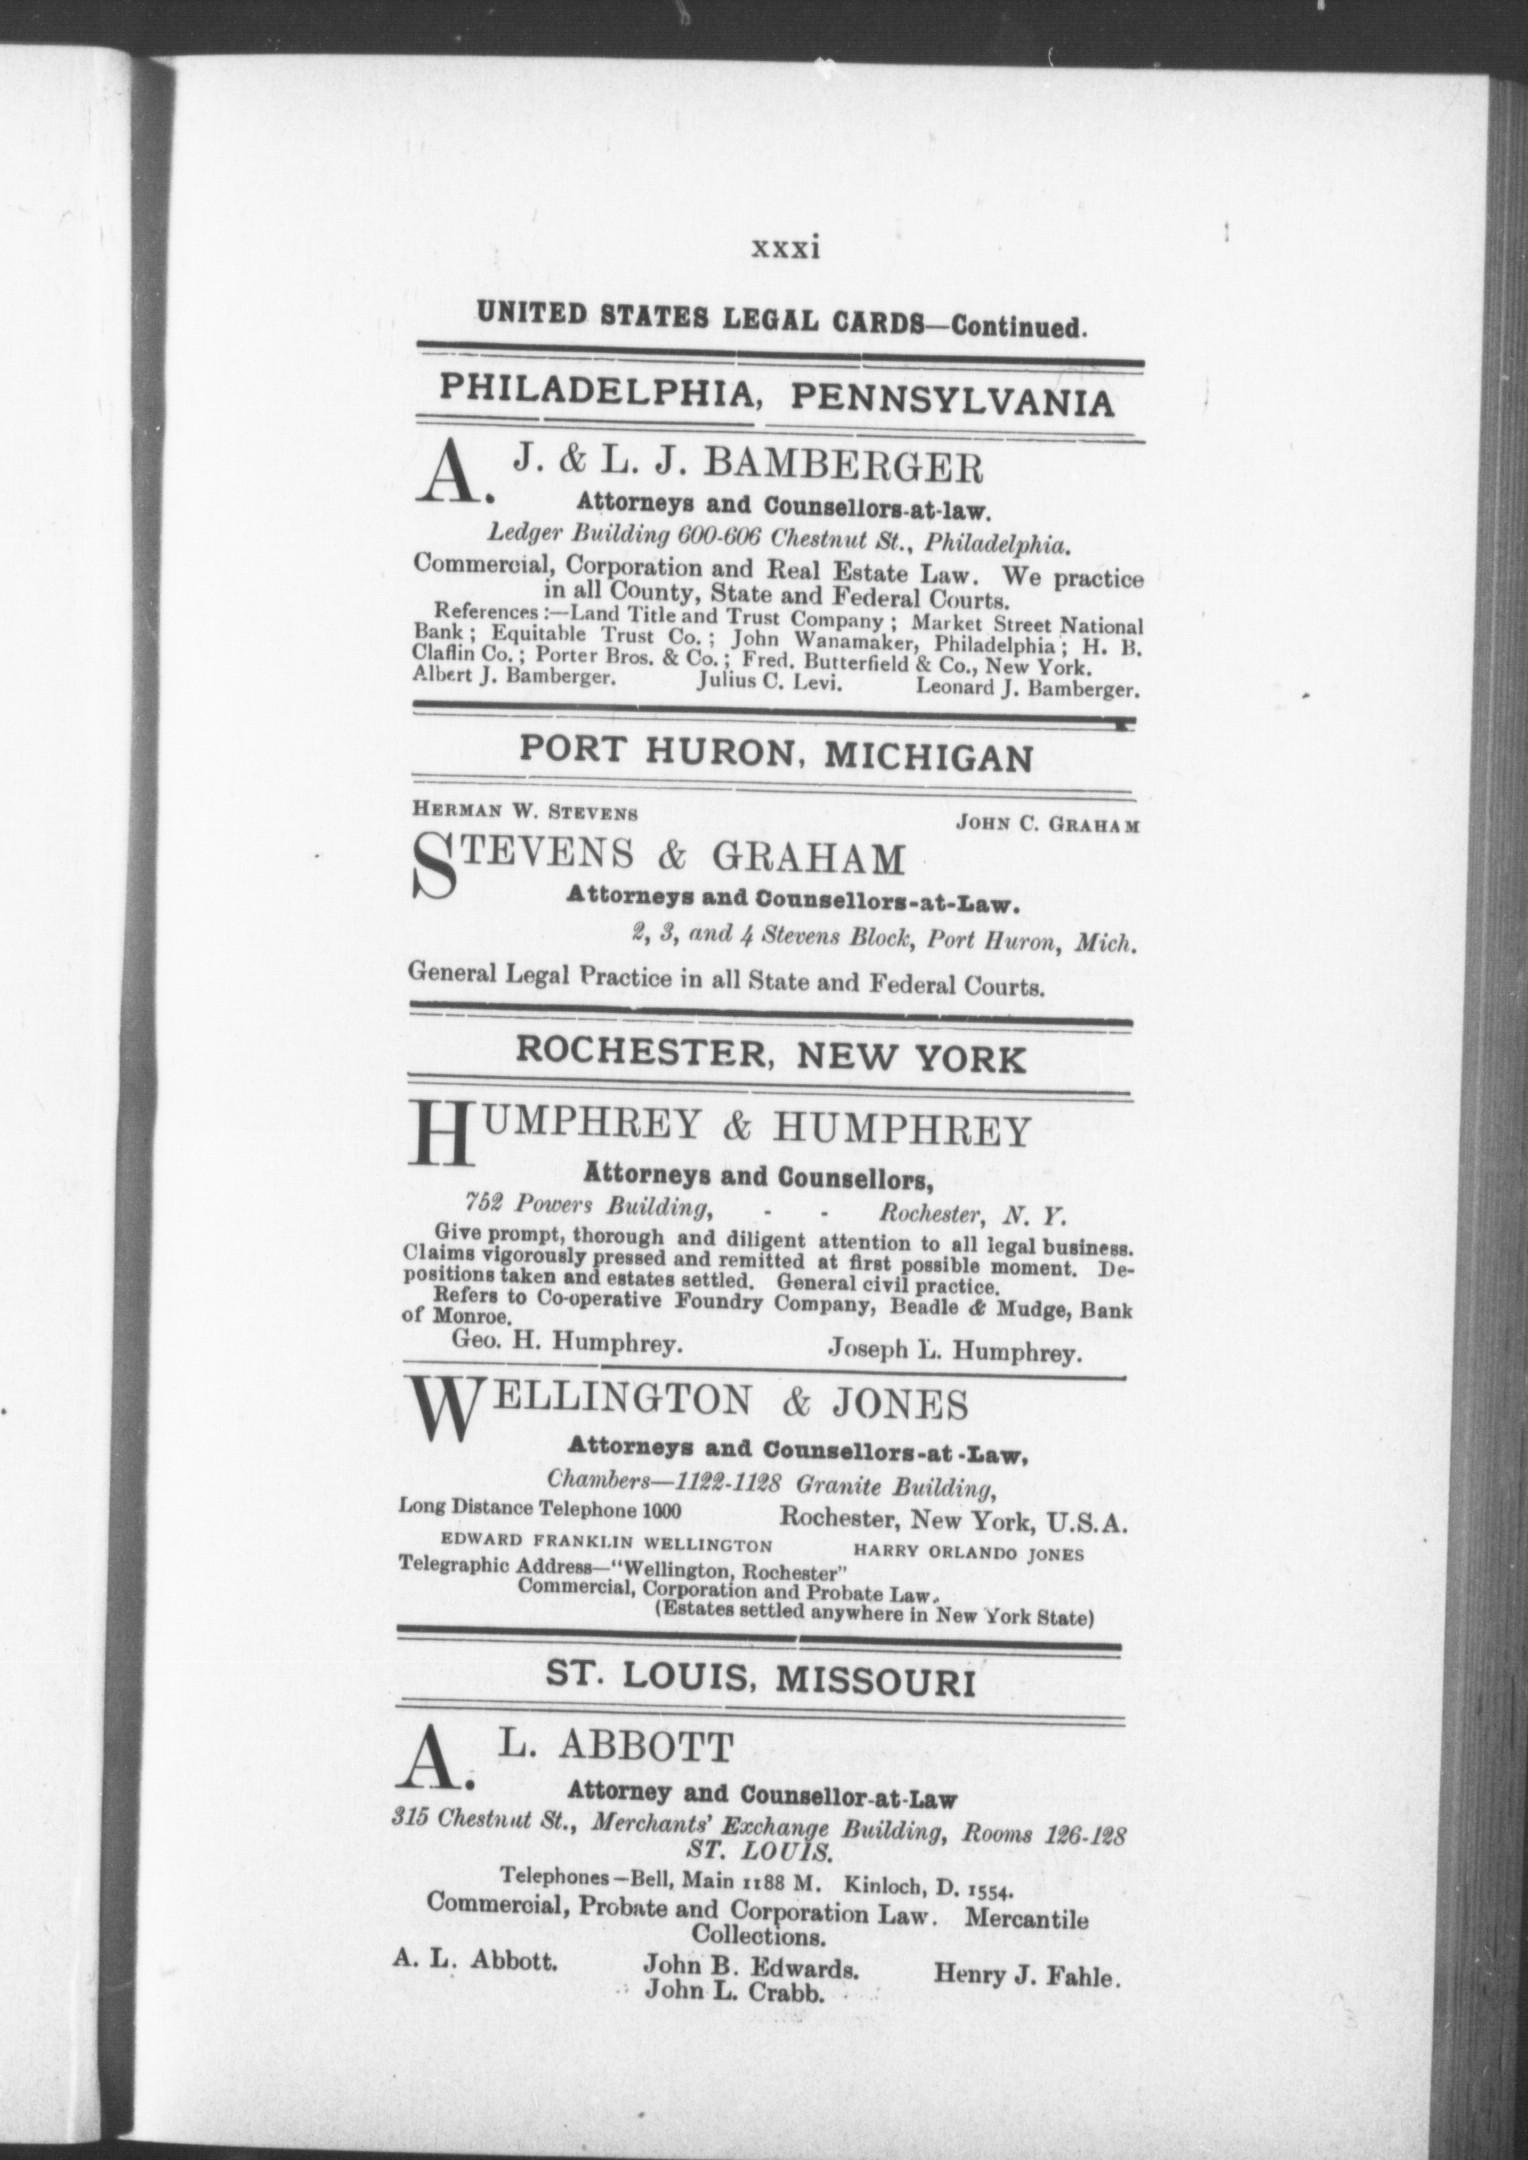 xxxi
UNITED STATES LEGAL CARDS—Continued.
PHILADELPHIA, PENNSYLVANIA
A. J. & L. J. BAMBERGER
Attorneys and Counsellors-at-law.
Ledger Building 600-606 Chestnut St., Philadelphia.
Commercial, Corporation and Real Estate Law. We practice
in all County, State and Federal Courts.
References:—Land Title and Trust Company; Market Street National
Bank; Equitable Trust Co.; John Wanamaker, Philadelphia; H. B.
Claflin Co.; Porter Bros. & Co.; Fred. Butterfield & Co., New York.
Albert J. Bamberger. Julius C. Levi. Leonard J. Bamberger.
PORT HURON, MICHIGAN
HERMAN W. STEVENS JOHN C. GRAHAM
STEVENS & GRAHAM
Attorneys and Counsellors-at-Law.
2, 3, and 4 Stevens Block, Port Huron, Mich.
General Legal Practice in all State and Federal Courts.
ROCHESTER, NEW YORK
HUMPHREY & HUMPHREY
Attorneys and Counsellors,
752 Powers Building, - - Rochester, N. Y.
Give prompt, thorough and diligent attention to all legal business.
Claims vigorously pressed and remitted at first possible moment. De-
positions taken and estates settled. General civil practice.
Refers to Co-operative Foundry Company, Beadle & Mudge, Bank
of Monroe.
Geo. H. Humphrey. Joseph L. Humphrey.
WELLINGTON & JONES
Attorneys and Counsellors-at-Law,
Chambers—1122-1128 Granite Building,
Long Distance Telephone 1000 Rochester, New York, U.S.A.
EDWARD FRANKLIN WELLINGTON HARRY ORLANDO JONES
Telegraphic Address—"Wellington, Rochester"
Commercial, Corporation and Probate Law.
(Estates settled anywhere in New York State)
ST. LOUIS, MISSOURI
A. L. ABBOTT
Attorney and Counsellor-at-Law
315 Chestnut St., Merchants' Exchange Building, Rooms 126-128
ST. LOUIS.
Telephones—Bell, Main 1188 M. Kinloch, D. 1554.
Commercial, Probate and Corporation Law. Mercantile
Collections.
A. L. Abbott. John B. Edwards. Henry J. Fahle.
John L. Crabb.